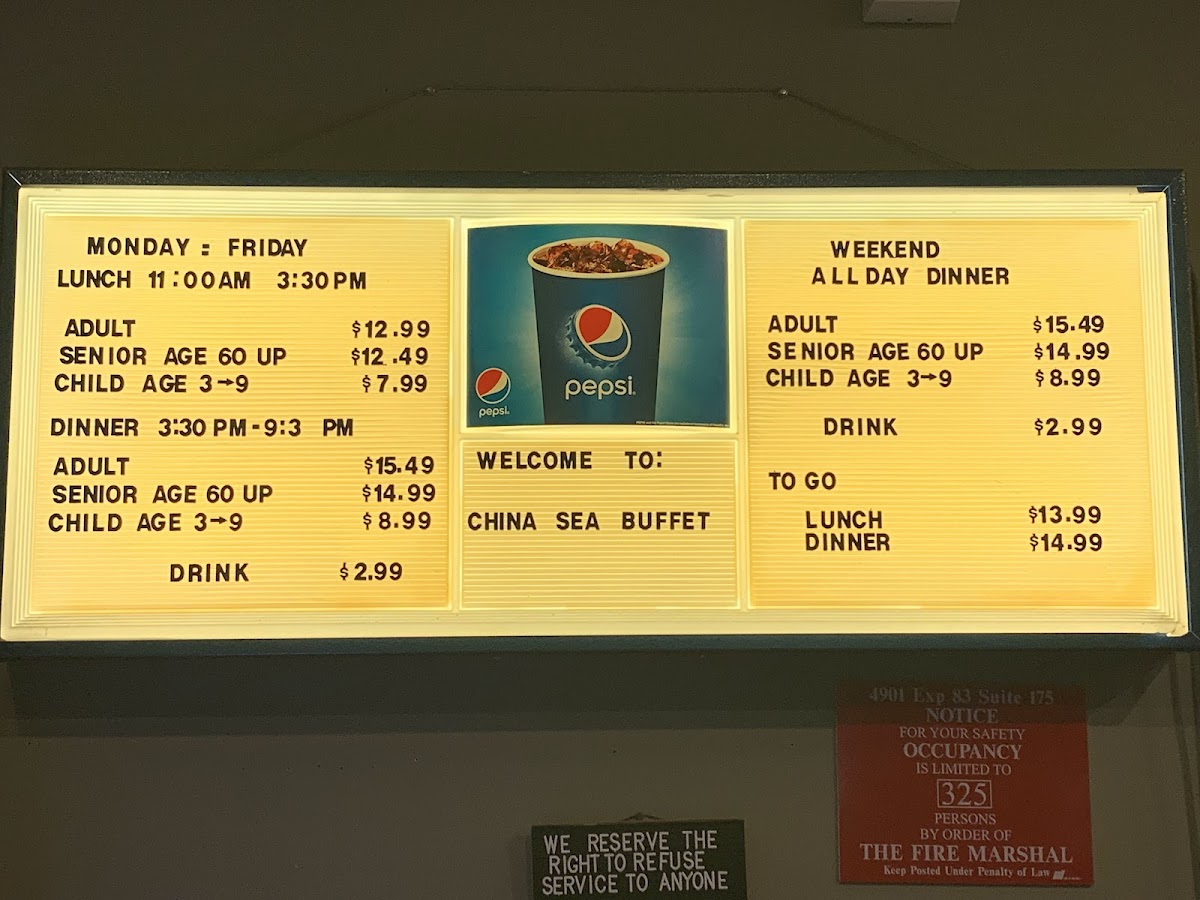 MONDAY : FRIDAY
LUNCH 11:00AM 3:30PM
ADULT $12.99
SENIOR AGE 60 UP $12.49
CHILD AGE 3→9 $7.99
DINNER 3:30 PM-9:3 PM
ADULT $15.49
SENIOR AGE 60 UP $14.99
CHILD AGE 3→9 $8.99
DRINK $2.99
pepsi.
pepsi.
WELCOME TO:
CHINA SEA BUFFET
WEEKEND
ALL DAY DINNER
ADULT $15.49
SENIOR AGE 60 UP $14.99
CHILD AGE 3→9 $8.99
DRINK $2.99
TO GO
LUNCH $13.99
DINNER $14.99
4901 Exp 83 Suite 175
NOTICE
FOR YOUR SAFETY
OCCUPANCY
IS LIMITED TO
325
PERSONS
BY ORDER OF
THE FIRE MARSHAL
Keep Posted Under Penalty of Law
WE RESERVE THE
RIGHT TO REFUSE
SERVICE TO ANYONE